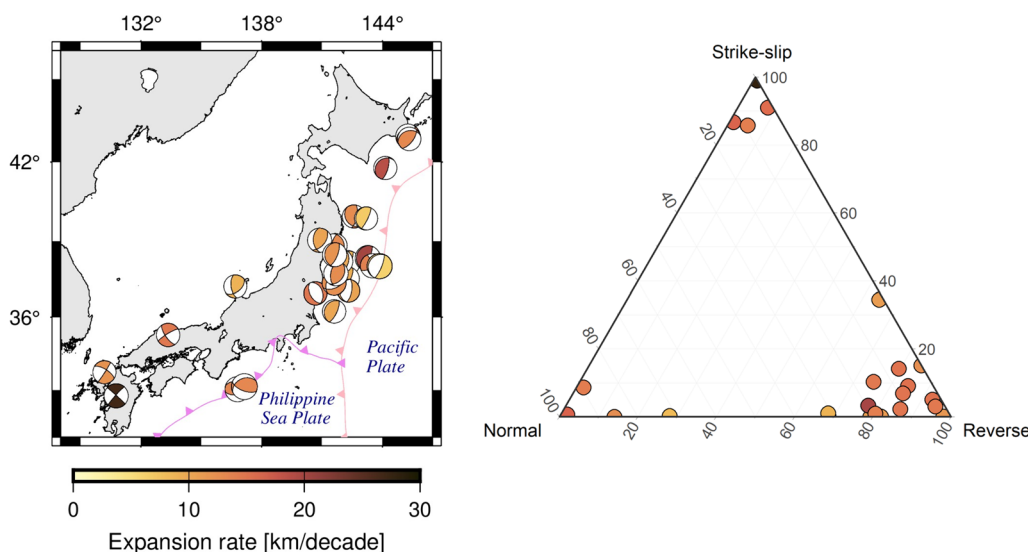 132° 138° 144°
42°
36°
Pacific
Plate
Philippine
Sea Plate
0 10 20 30
Expansion rate [km/decade]
Strike-slip
100
20
80
40
60
60
40
80
20
100
100
Normal
Reverse
20 40 60 80